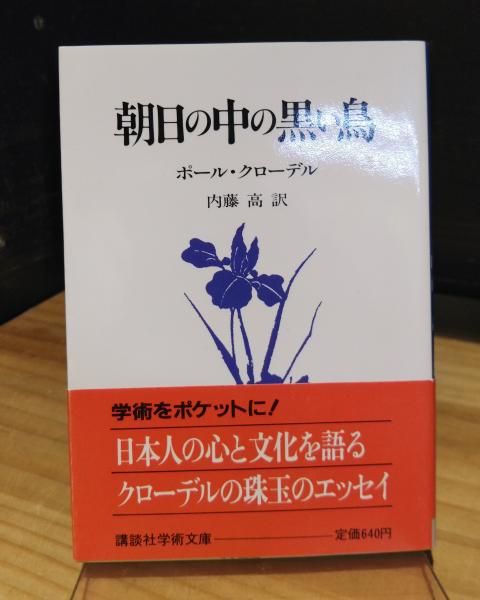 朝日の中の黒い鳥
ポール・クローデル
内藤 高 訳
学術をポケットに!
日本人の心と文化を語る
クローデルの珠玉のエッセイ
講談社学術文庫 定価640円